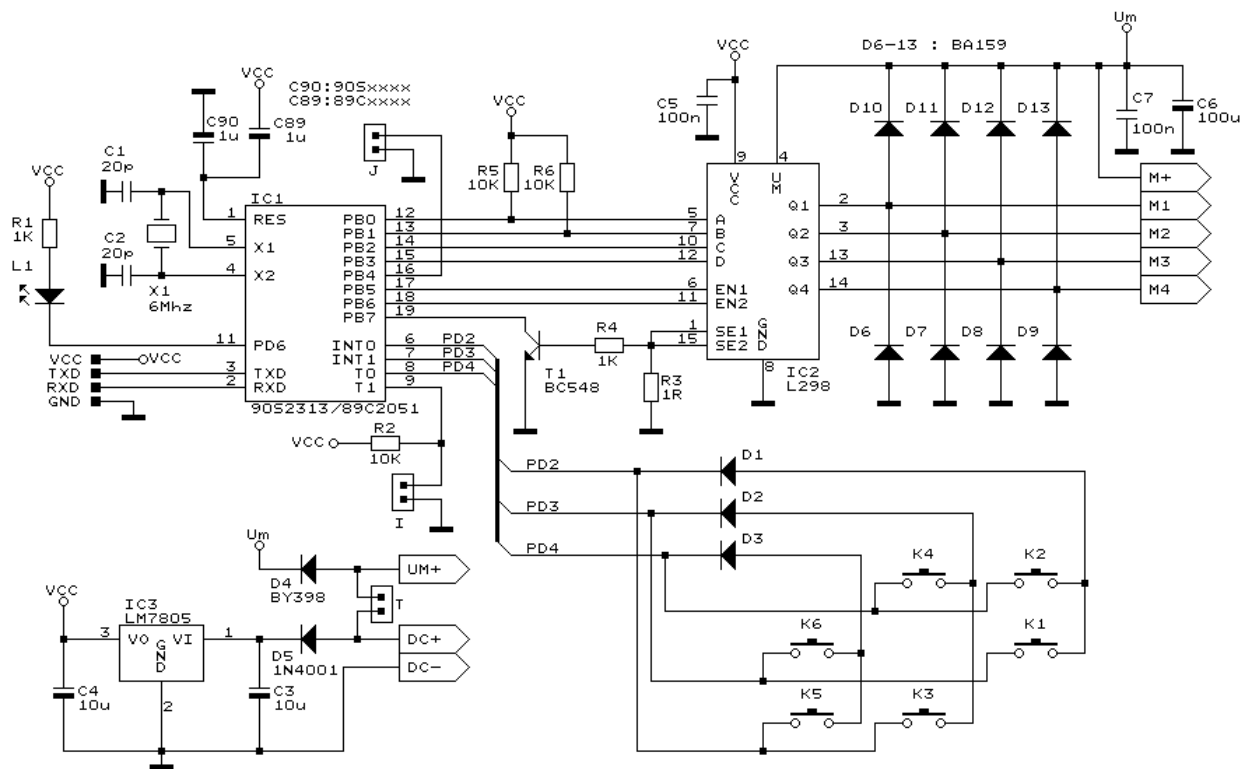 Um
VCC
D6-13 : BA159
VCC
C90:90Sxxxx
C89:89Cxxxx
VCC
C5
100n
C90
1u
C89
1u
D10
D11
D12
D13
C7
100n
C6
100u
C1
20p
J
R5
10K
R6
10K
9
4
VCC
UM
VCC
R1
1K
L1
C2
20p
X1
6Mhz
IC1
1
RES
5
X1
4
X2
11
PD6
3
TXD
2
RXD
PB0
12
PB1
13
PB2
14
PB3
15
PB4
16
PB5
17
PB6
18
PB7
19
INT0
6
INT1
7
T0
8
T1
9
90S2313/89C2051
PD2
PD3
PD4
5
A
7
B
10
C
12
D
6
EN1
11
EN2
1
SE1
15
SE2
GND
8
Q1
2
Q2
3
Q3
13
Q4
14
IC2
L298
M+
M1
M2
M3
M4
D6
D7
D8
D9
VCC
VCC
TXD
RXD
GND
T1
BC548
R4
1K
R3
1R
VCC
R2
10K
I
PD2
PD3
PD4
D1
D2
D3
K4
K2
K6
K1
K5
K3
Um
D4
BY398
UM+
T
VCC
IC3
LM7805
3
VO
GND
VI
1
2
D5
1N4001
DC+
DC-
C4
10u
C3
10u